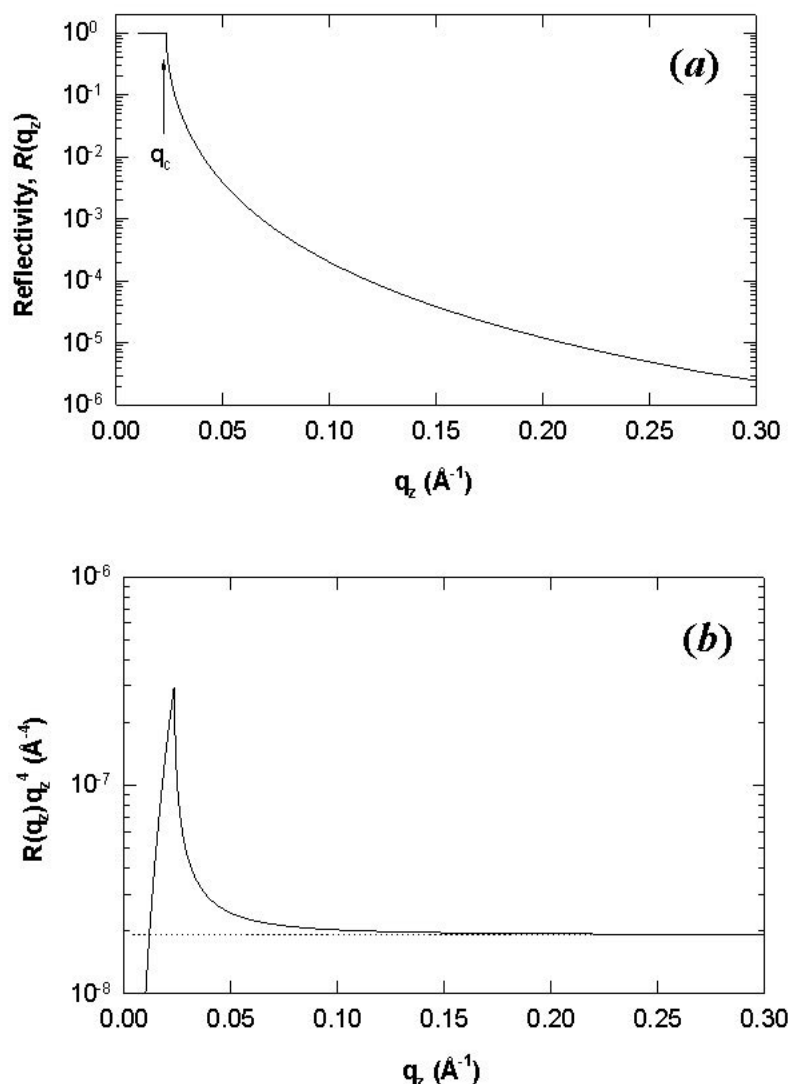 (a)
Reflectivity, R(q_z)
10^0
10^-1
10^-2
10^-3
10^-4
10^-5
10^-6
q_c
0.00 0.05 0.10 0.15 0.20 0.25 0.30
q_z (Å^-1)
(b)
R(q_z)q_z^4 (Å^-4)
10^-6
10^-7
10^-8
0.00 0.05 0.10 0.15 0.20 0.25 0.30
q_z (Å^-1)